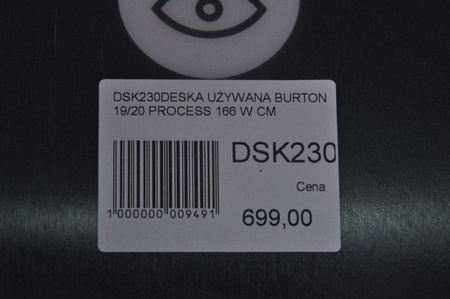 DSK230DESKA UŻYWANA BURTON
19/20 PROCESS 166 W CM
DSK230
Cena
1 000000 009491
699,00